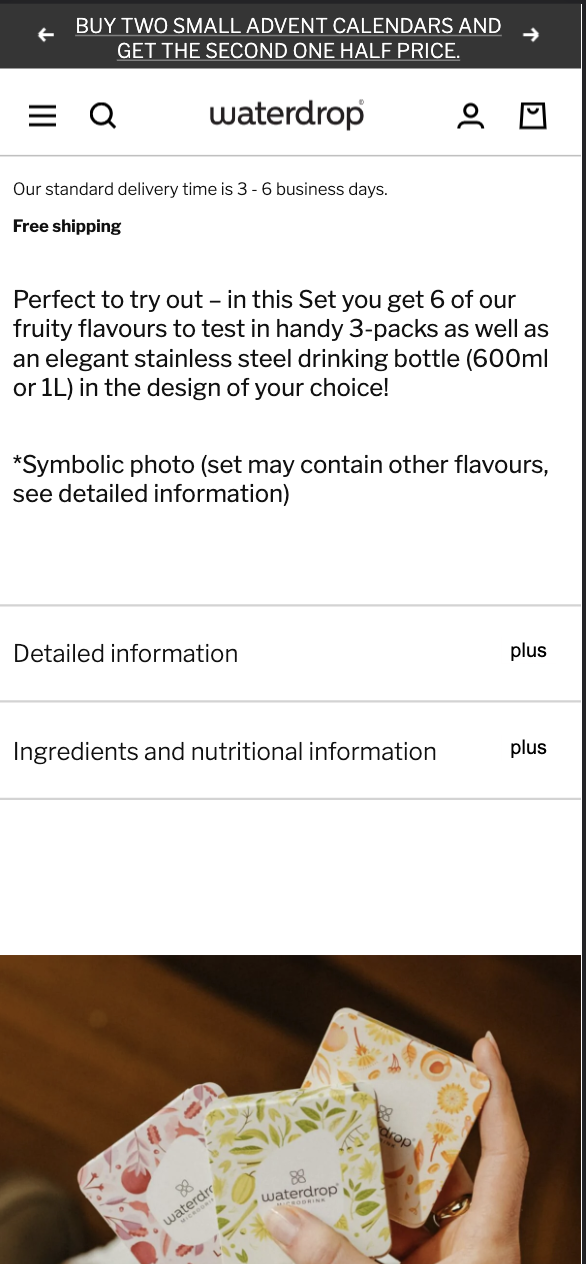 BUY TWO SMALL ADVENT CALENDARS AND
GET THE SECOND ONE HALF PRICE.
waterdrop®
Our standard delivery time is 3 - 6 business days.
Free shipping
Perfect to try out – in this Set you get 6 of our
fruity flavours to test in handy 3-packs as well as
an elegant stainless steel drinking bottle (600ml
or 1L) in the design of your choice!
*Symbolic photo (set may contain other flavours,
see detailed information)
Detailed information plus
Ingredients and nutritional information plus
drop
waterdr
waterdrop®
MICRODRINK